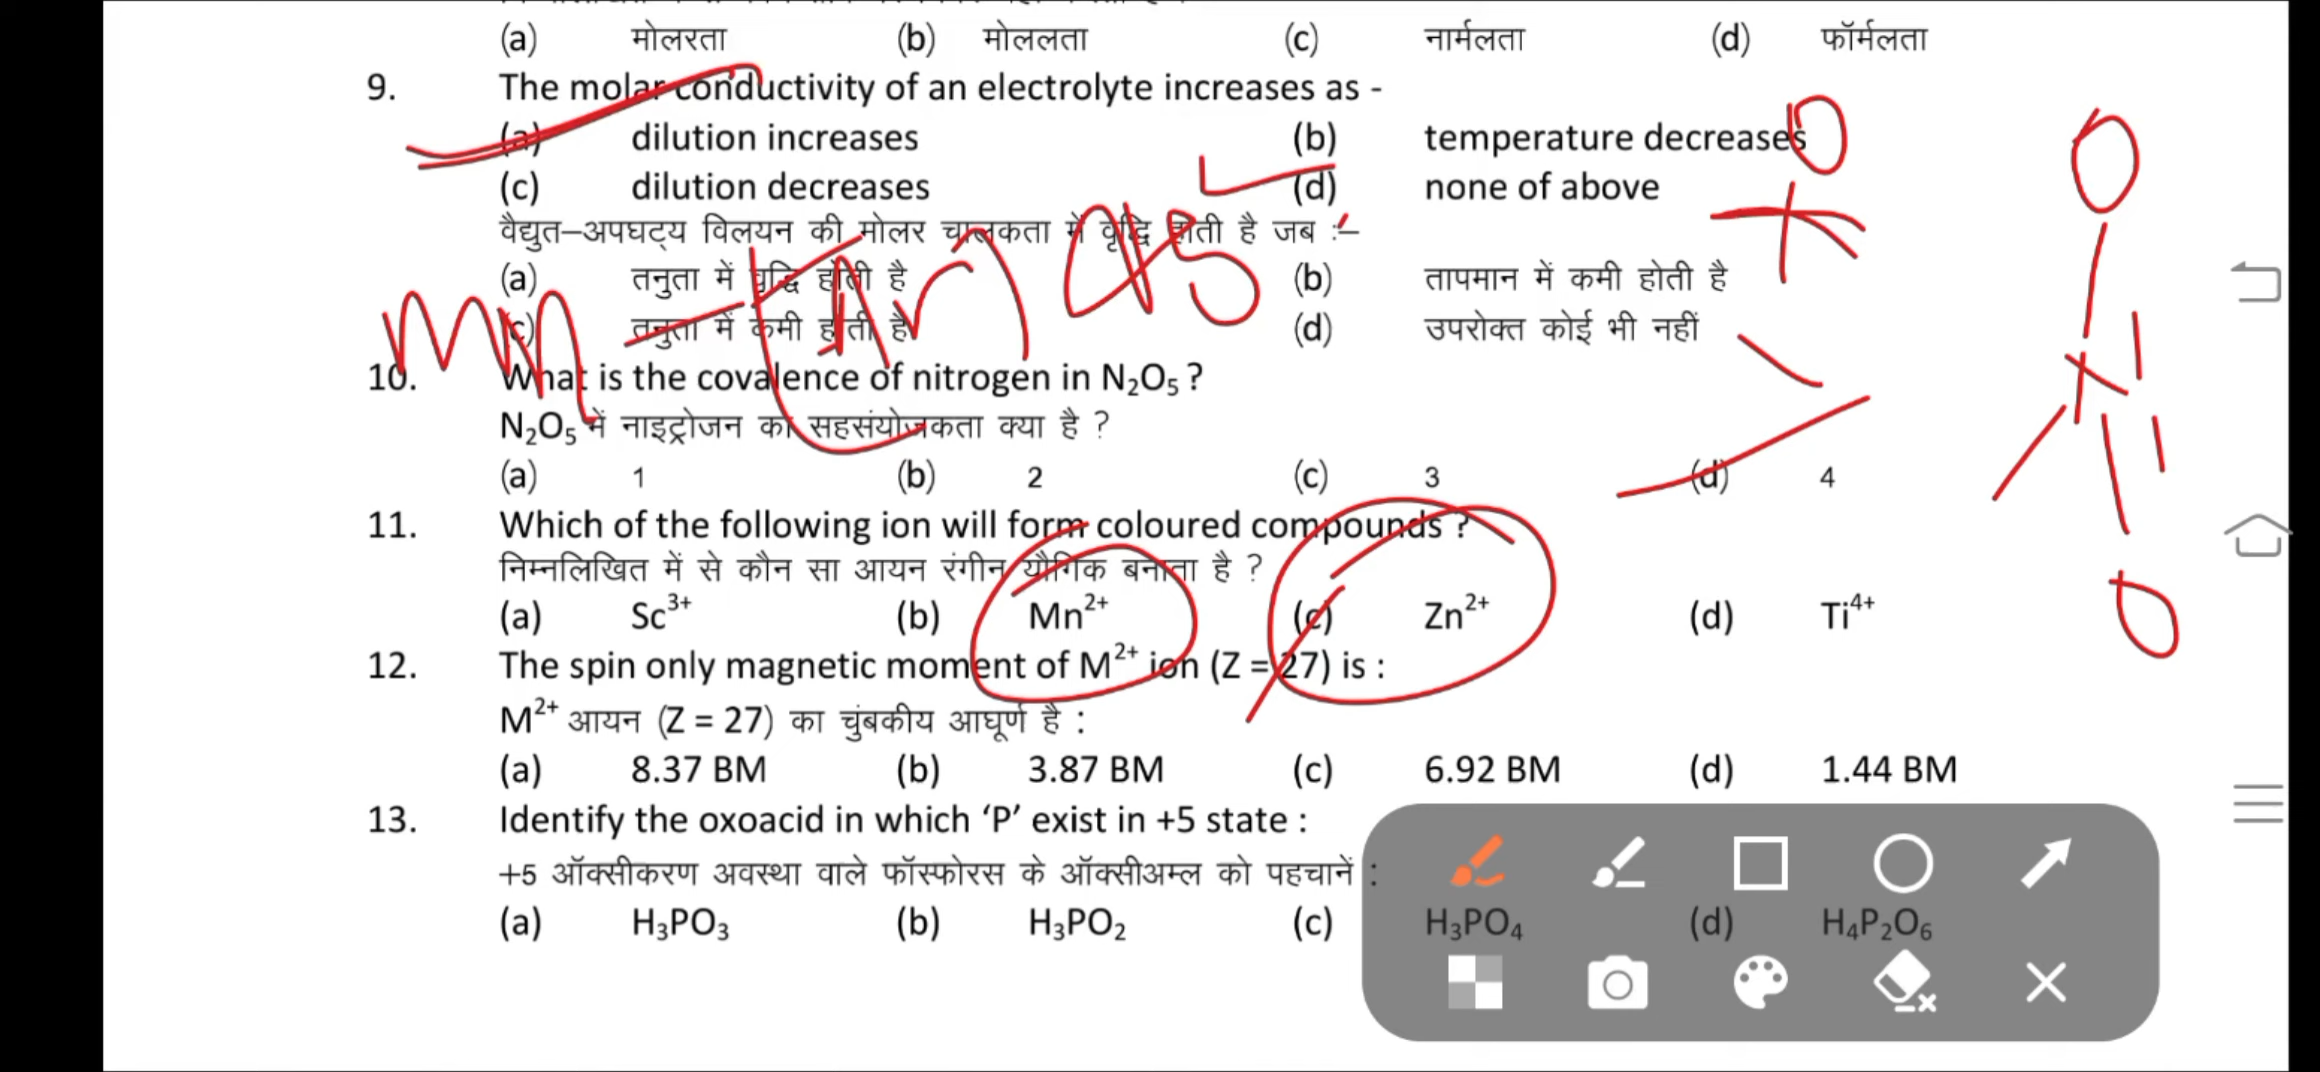 (a) मोलरता (b) मोललता (c) नार्मलता (d) फॉर्मलता
9. The molar conductivity of an electrolyte increases as -
(a) dilution increases (b) temperature decreases
(c) dilution decreases (d) none of above
वैद्युत–अपघट्य विलयन की मोलर चालकता में वृद्धि होती है जब :–
(a) तनुता में वृद्धि होती है (b) तापमान में कमी होती है
(c) तनुता में कमी होती है (d) उपरोक्त कोई भी नहीं
10. What is the covalence of nitrogen in N₂O₅ ?
N₂O₅ में नाइट्रोजन का सहसंयोजकता क्या है ?
(a) 1 (b) 2 (c) 3 (d) 4
11. Which of the following ion will form coloured compounds ?
निम्नलिखित में से कौन सा आयन रंगीन यौगिक बनाता है ?
(a) Sc³⁺ (b) Mn²⁺ (c) Zn²⁺ (d) Ti⁴⁺
12. The spin only magnetic moment of M²⁺ ion (Z = 27) is :
M²⁺ आयन (Z = 27) का चुंबकीय आघूर्ण है :
(a) 8.37 BM (b) 3.87 BM (c) 6.92 BM (d) 1.44 BM
13. Identify the oxoacid in which ‘P’ exist in +5 state :
+5 ऑक्सीकरण अवस्था वाले फॉस्फोरस के ऑक्सीअम्ल को पहचानें :
(a) H₃PO₃ (b) H₃PO₂ (c) H₃PO₄ (d) H₄P₂O₆